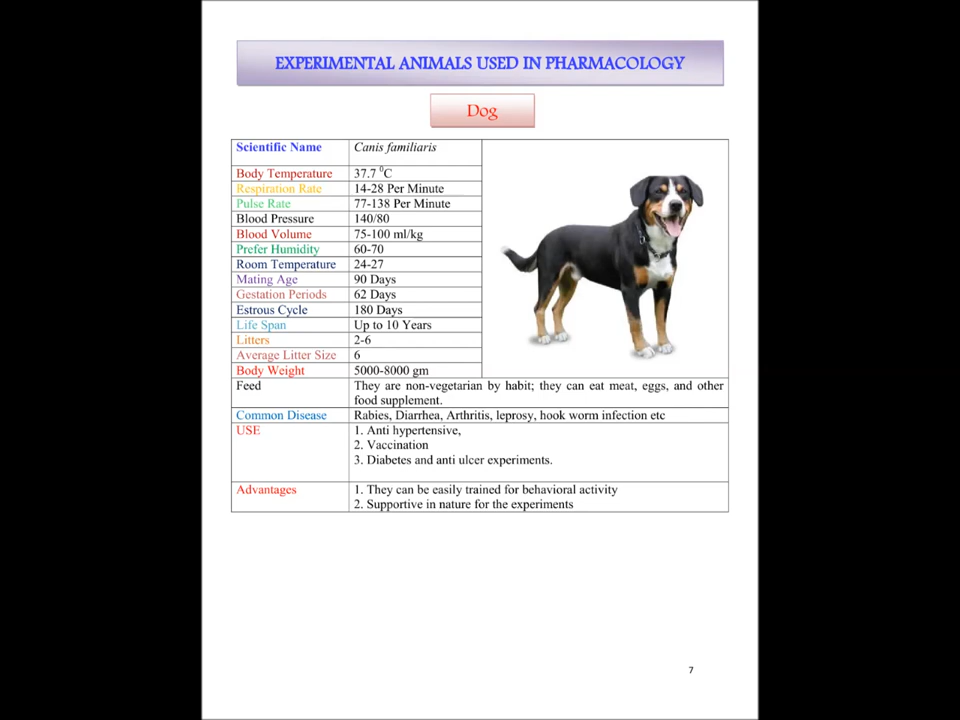 EXPERIMENTAL ANIMALS USED IN PHARMACOLOGY
Dog
Scientific Name Canis familiaris
Body Temperature 37.7 ⁰C
Respiration Rate 14-28 Per Minute
Pulse Rate 77-138 Per Minute
Blood Pressure 140/80
Blood Volume 75-100 ml/kg
Prefer Humidity 60-70
Room Temperature 24-27
Mating Age 90 Days
Gestation Periods 62 Days
Estrous Cycle 180 Days
Life Span Up to 10 Years
Litters 2-6
Average Litter Size 6
Body Weight 5000-8000 gm
Feed They are non-vegetarian by habit; they can eat meat, eggs, and other
food supplement.
Common Disease Rabies, Diarrhea, Arthritis, leprosy, hook worm infection etc
USE 1. Anti hypertensive,
2. Vaccination
3. Diabetes and anti ulcer experiments.
Advantages 1. They can be easily trained for behavioral activity
2. Supportive in nature for the experiments
7